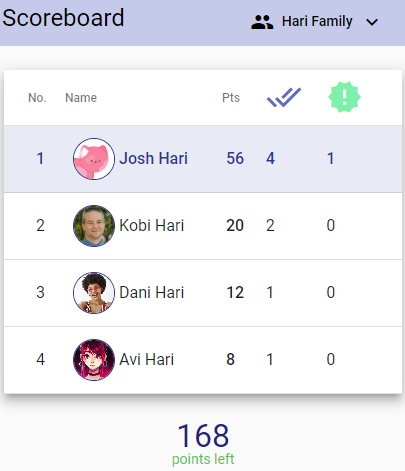 Scoreboard
Hari Family
No. Name Pts
1 Josh Hari 56 4 1
2 Kobi Hari 20 2 0
3 Dani Hari 12 1 0
4 Avi Hari 8 1 0
168
points left